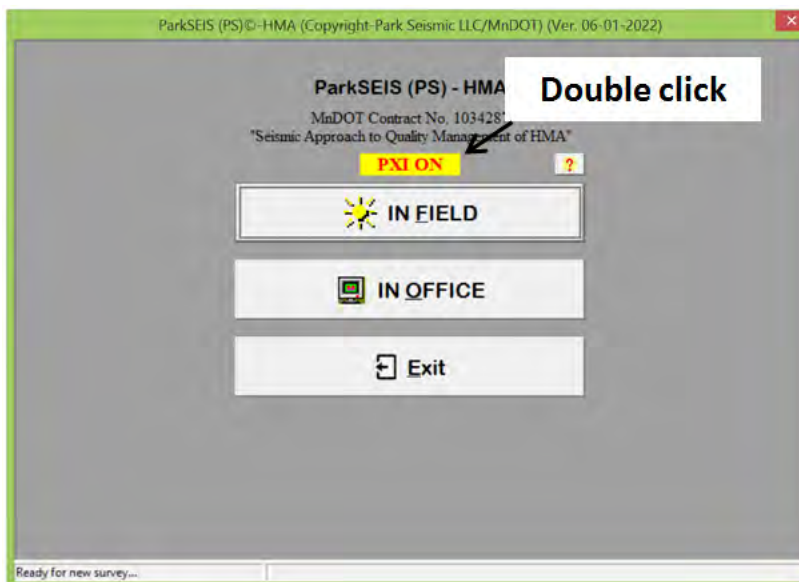 ParkSEIS (PS)©-HMA (Copyright-Park Seismic LLC/MnDOT) (Ver. 06-01-2022)
ParkSEIS (PS) - HMA
Double click
MnDOT Contract No. 103428
"Seismic Approach to Quality Management of HMA"
PXI ON
?
IN FIELD
IN OFFICE
Exit
Ready for new survey...